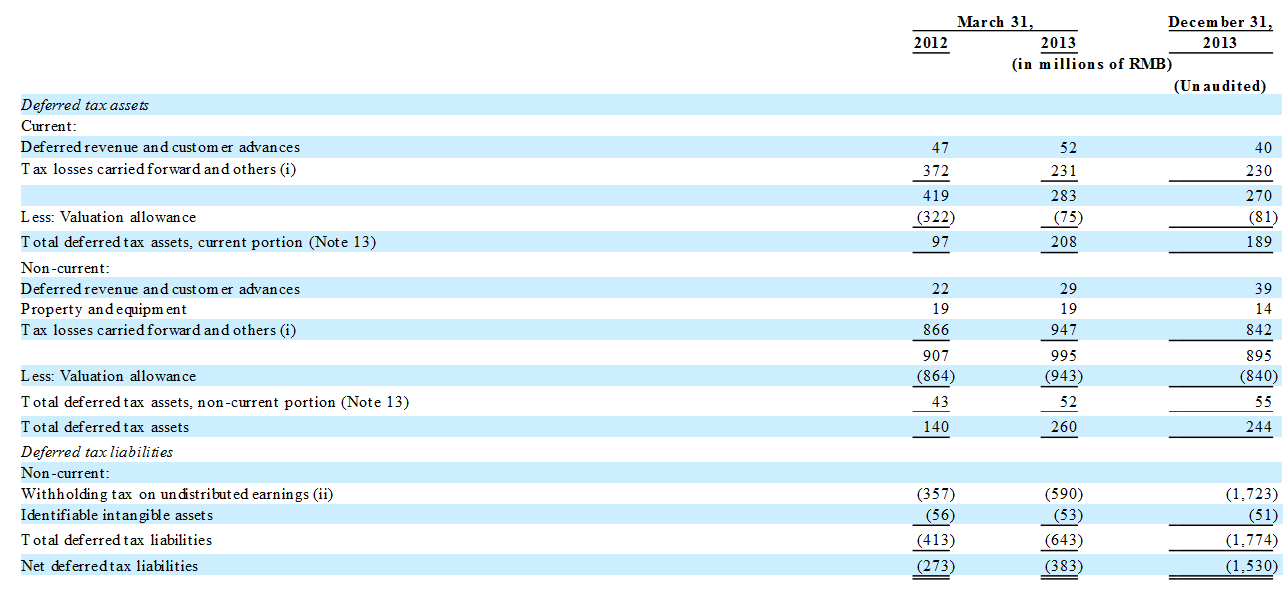 March 31, December 31,
2012 2013 2013
(in millions of RMB)
(Unaudited)
Deferred tax assets
Current:
Deferred revenue and customer advances 47 52 40
Tax losses carried forward and others (i) 372 231 230
419 283 270
Less: Valuation allowance (322) (75) (81)
Total deferred tax assets, current portion (Note 13) 97 208 189
Non-current:
Deferred revenue and customer advances 22 29 39
Property and equipment 19 19 14
Tax losses carried forward and others (i) 866 947 842
907 995 895
Less: Valuation allowance (864) (943) (840)
Total deferred tax assets, non-current portion (Note 13) 43 52 55
Total deferred tax assets 140 260 244
Deferred tax liabilities
Non-current:
Withholding tax on undistributed earnings (ii) (357) (590) (1,723)
Identifiable intangible assets (56) (53) (51)
Total deferred tax liabilities (413) (643) (1,774)
Net deferred tax liabilities (273) (383) (1,530)